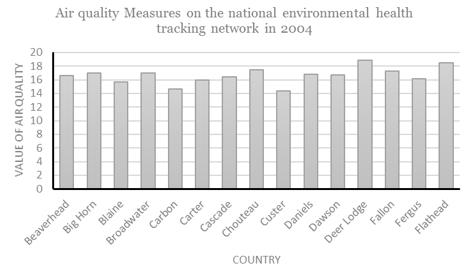 Air quality Measures on the national environmental health
tracking network in 2004
VALUE OF AIR QUALITY
20
18
16
14
12
10
8
6
4
2
0
Beaverhead
Big Horn
Blaine
Broadwater
Carbon
Carter
Cascade
Chouteau
Custer
Daniels
Dawson
Deer Lodge
Fallon
Fergus
Flathead
COUNTRY